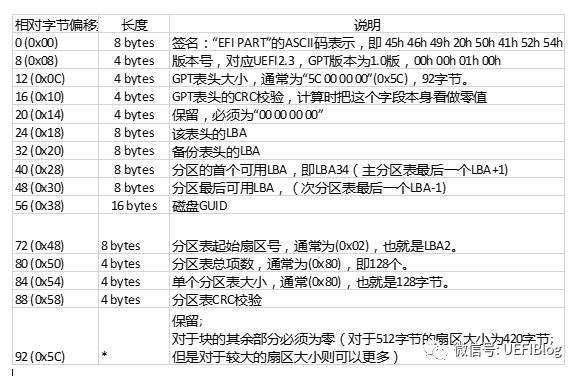 相对字节偏移 长度 说明
0 (0x00) 8 bytes 签名：“EFI PART”的ASCII码表示，即 45h 46h 49h 20h 50h 41h 52h 54h
8 (0x08) 4 bytes 版本号，对应UEFI2.3，GPT版本为1.0版，00h 00h 01h 00h
12 (0x0C) 4 bytes GPT表头大小，通常为“5C 00 00 00”(0x5C)，92字节。
16 (0x10) 4 bytes GPT表头的CRC校验，计算时把这个字段本身看做零值
20 (0x14) 4 bytes 保留，必须为“00 00 00 00”
24 (0x18) 8 bytes 该表头的LBA
32 (0x20) 8 bytes 备份表头的LBA
40 (0x28) 8 bytes 分区的首个可用LBA，即LBA34（主分区表最后一个LBA+1)
48 (0x30) 8 bytes 分区最后可用LBA，（次分区表最后一个LBA-1)
56 (0x38) 16 bytes 磁盘GUID
72 (0x48) 8 bytes 分区表起始扇区号，通常为(0x02)，也就是LBA2。
80 (0x50) 4 bytes 分区表总项数，通常为(0x80)，即128个。
84 (0x54) 4 bytes 单个分区表大小，通常(0x80)，也就是128字节。
88 (0x58) 4 bytes 分区表CRC校验
保留;
对于块的其余部分必须为零（对于512字节的扇区大小为420字节;
92 (0x5C) * 但是对于较大的扇区大小则可以更多）
微信号: UEFIBlog